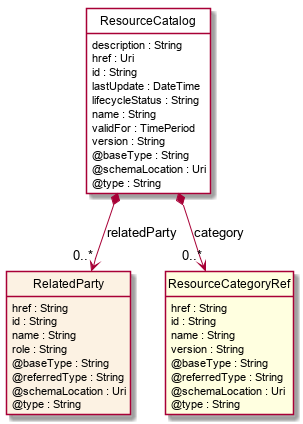 ResourceCatalog
description : String
href : Uri
id : String
lastUpdate : DateTime
lifecycleStatus : String
name : String
validFor : TimePeriod
version : String
@baseType : String
@schemaLocation : Uri
@type : String
relatedParty
category
0..*
0..*
RelatedParty
href : String
id : String
name : String
role : String
@baseType : String
@referredType : String
@schemaLocation : Uri
@type : String
ResourceCategoryRef
href : String
id : String
name : String
version : String
@baseType : String
@referredType : String
@schemaLocation : Uri
@type : String